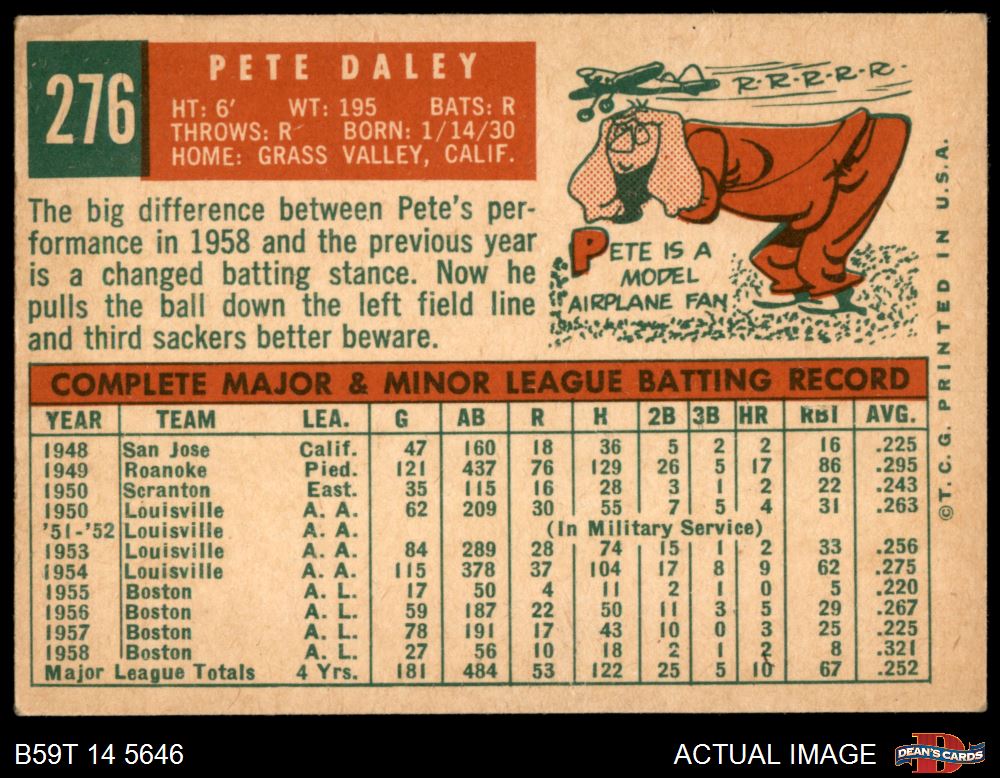 276
PETE DALEY
HT: 6' WT: 195 BATS: R
THROWS: R BORN: 1/14/30
HOME: GRASS VALLEY, CALIF.
R-R-R-R-R-
The big difference between Pete's per-
formance in 1958 and the previous year
is a changed batting stance. Now he
pulls the ball down the left field line
and third sackers better beware.
PETE IS A
MODEL
AIRPLANE FAN
COMPLETE MAJOR & MINOR LEAGUE BATTING RECORD
YEAR TEAM LEA. G AB R H 2B 3B HR RBI AVG.
1948 San Jose Calif. 47 160 18 36 5 2 2 16 .225
1949 Roanoke Pied. 121 437 76 129 26 5 17 86 .295
1950 Scranton East. 35 115 16 28 3 1 2 22 .243
1950 Louisville A. A. 62 209 30 55 7 5 4 31 .263
'51-'52 Louisville (In Military Service)
1953 Louisville A. A. 84 289 28 74 15 1 2 33 .256
1954 Louisville A. A. 115 378 37 104 17 8 9 62 .275
1955 Boston A. L. 17 50 4 11 2 1 0 5 .220
1956 Boston A. L. 59 187 22 50 11 3 5 29 .267
1957 Boston A. L. 78 191 17 43 10 0 3 25 .225
1958 Boston A. L. 27 56 10 18 2 1 2 8 .321
Major League Totals 4 Yrs. 181 484 53 122 25 5 10 67 .252
©T. C. G. PRINTED IN U.S.A.
B59T 14 5646
ACTUAL IMAGE
DEAN'S CARDS